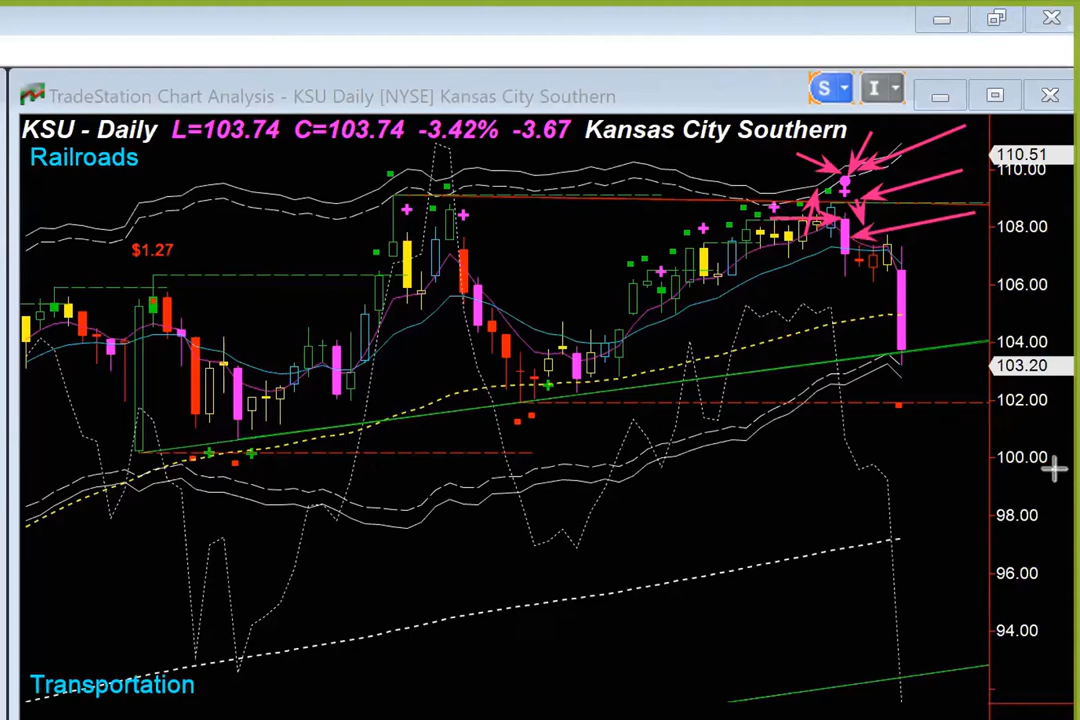 TradeStation Chart Analysis - KSU Daily [NYSE] Kansas City Southern
S
I
KSU - Daily L=103.74 C=103.74 -3.42% -3.67 Kansas City Southern
Railroads
110.51
110.00
$1.27
108.00
106.00
104.00
103.20
102.00
100.00
98.00
96.00
94.00
Transportation